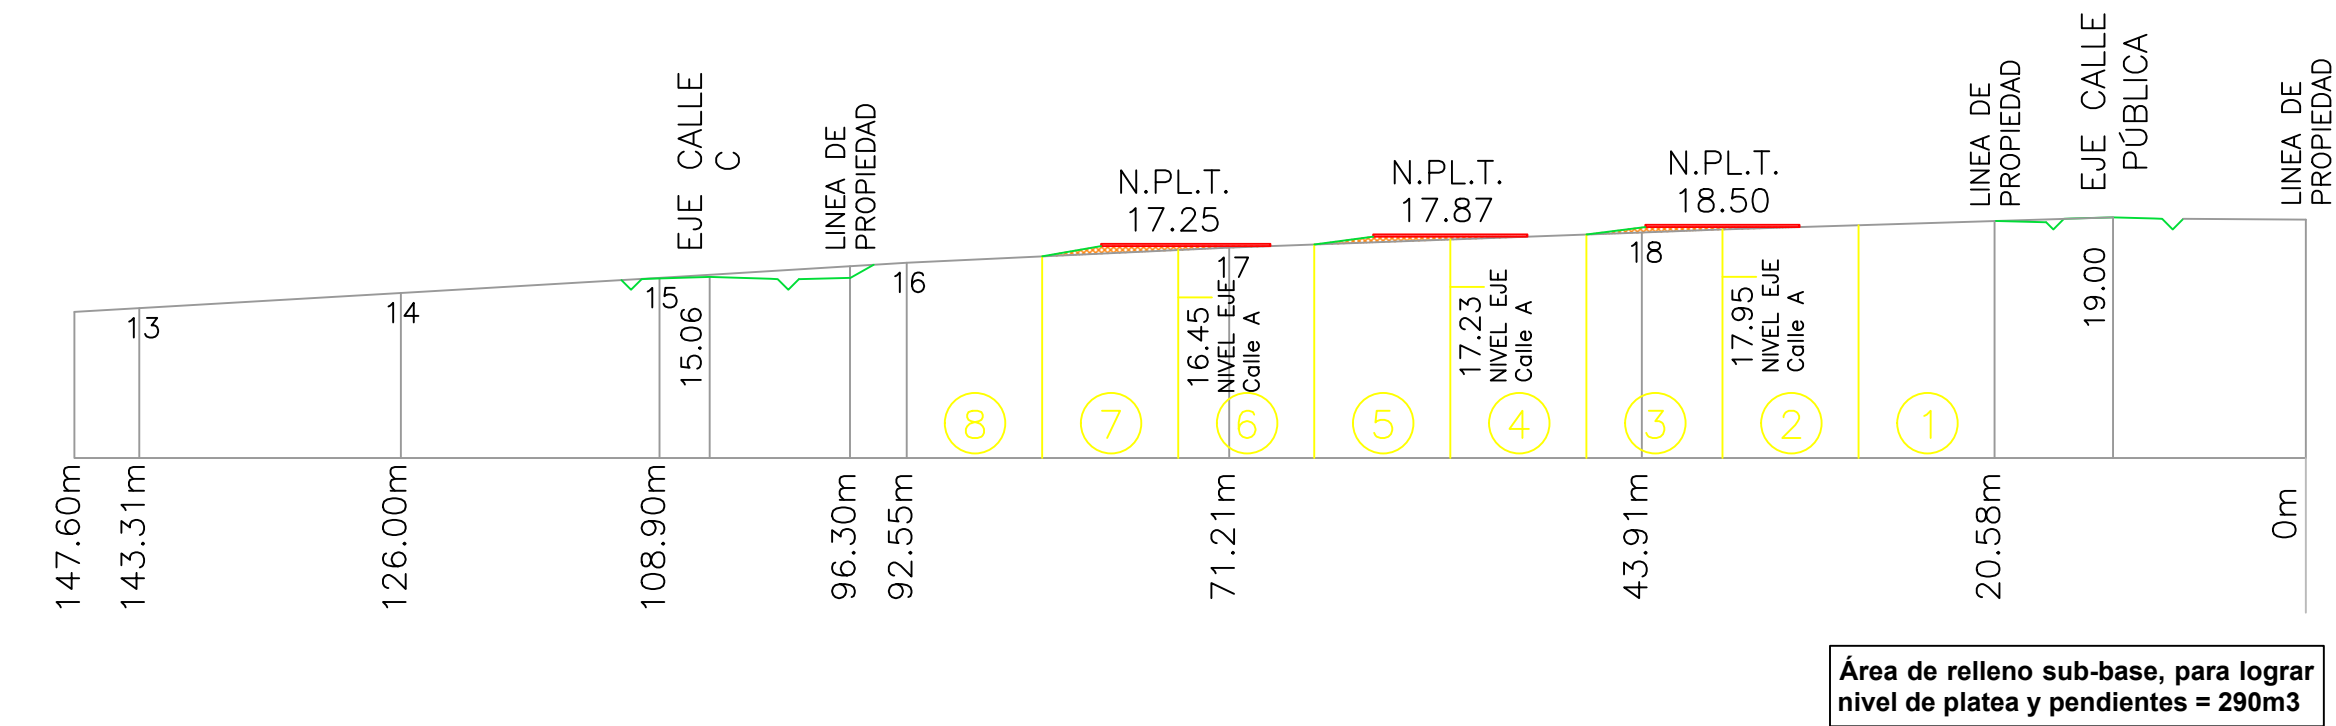 EJE CALLE
C
LINEA DE
PROPIEDAD
N.PL.T.
17.25
N.PL.T.
17.87
N.PL.T.
18.50
LINEA DE
PROPIEDAD
EJE CALLE
PÚBLICA
LINEA DE
PROPIEDAD
13
14
15
15.06
16
17
16.45
NIVEL EJE
Calle A
17.23
NIVEL EJE
Calle A
18
17.95
NIVEL EJE
Calle A
19.00
8
7
6
5
4
3
2
1
147.60m
143.31m
126.00m
108.90m
96.30m
92.55m
71.21m
43.91m
20.58m
0m
Área de relleno sub-base, para lograr
nivel de platea y pendientes = 290m3